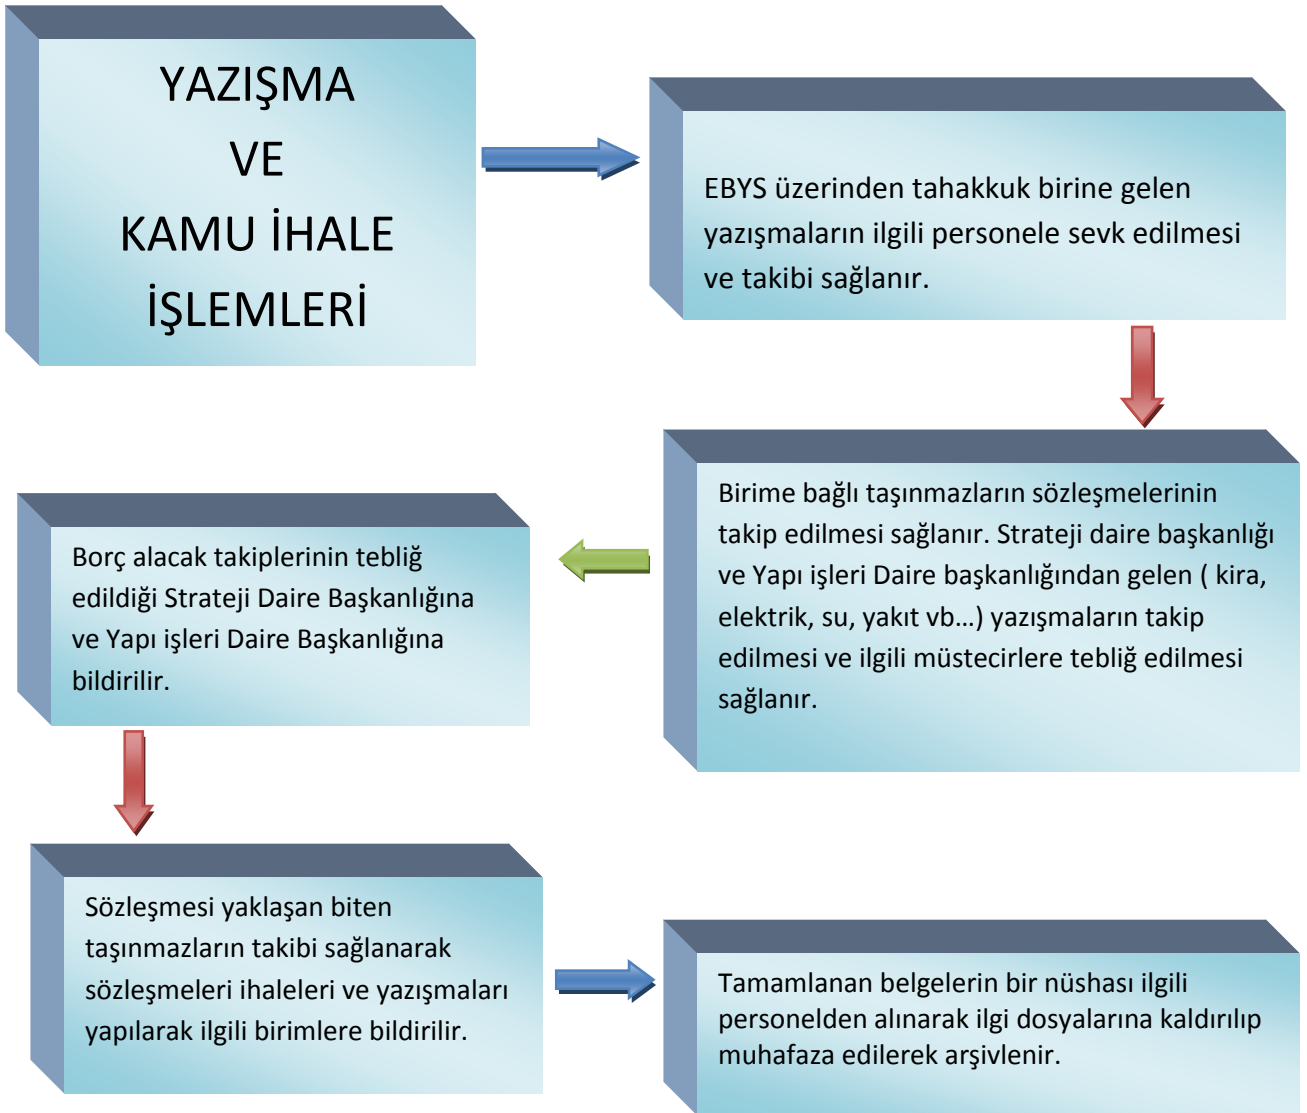 YAZIŞMA
VE
KAMU İHALE
İŞLEMLERİ
EBYS üzerinden tahakkuk birine gelen
yazışmaların ilgili personele sevk edilmesi
ve takibi sağlanır.
Birime bağlı taşınmazların sözleşmelerinin
takip edilmesi sağlanır. Strateji daire başkanlığı
ve Yapı işleri Daire başkanlığından gelen ( kira,
elektrik, su, yakıt vb…) yazışmaların takip
edilmesi ve ilgili müstecirlere tebliğ edilmesi
sağlanır.
Borç alacak takiplerinin tebliğ
edildiği Strateji Daire Başkanlığına
ve Yapı işleri Daire Başkanlığına
bildirilir.
Sözleşmesi yaklaşan biten
taşınmazların takibi sağlanarak
sözleşmeleri ihaleleri ve yazışmaları
yapılarak ilgili birimlere bildirilir.
Tamamlanan belgelerin bir nüshası ilgili
personelden alınarak ilgi dosyalarına kaldırılıp
muhafaza edilerek arşivlenir.